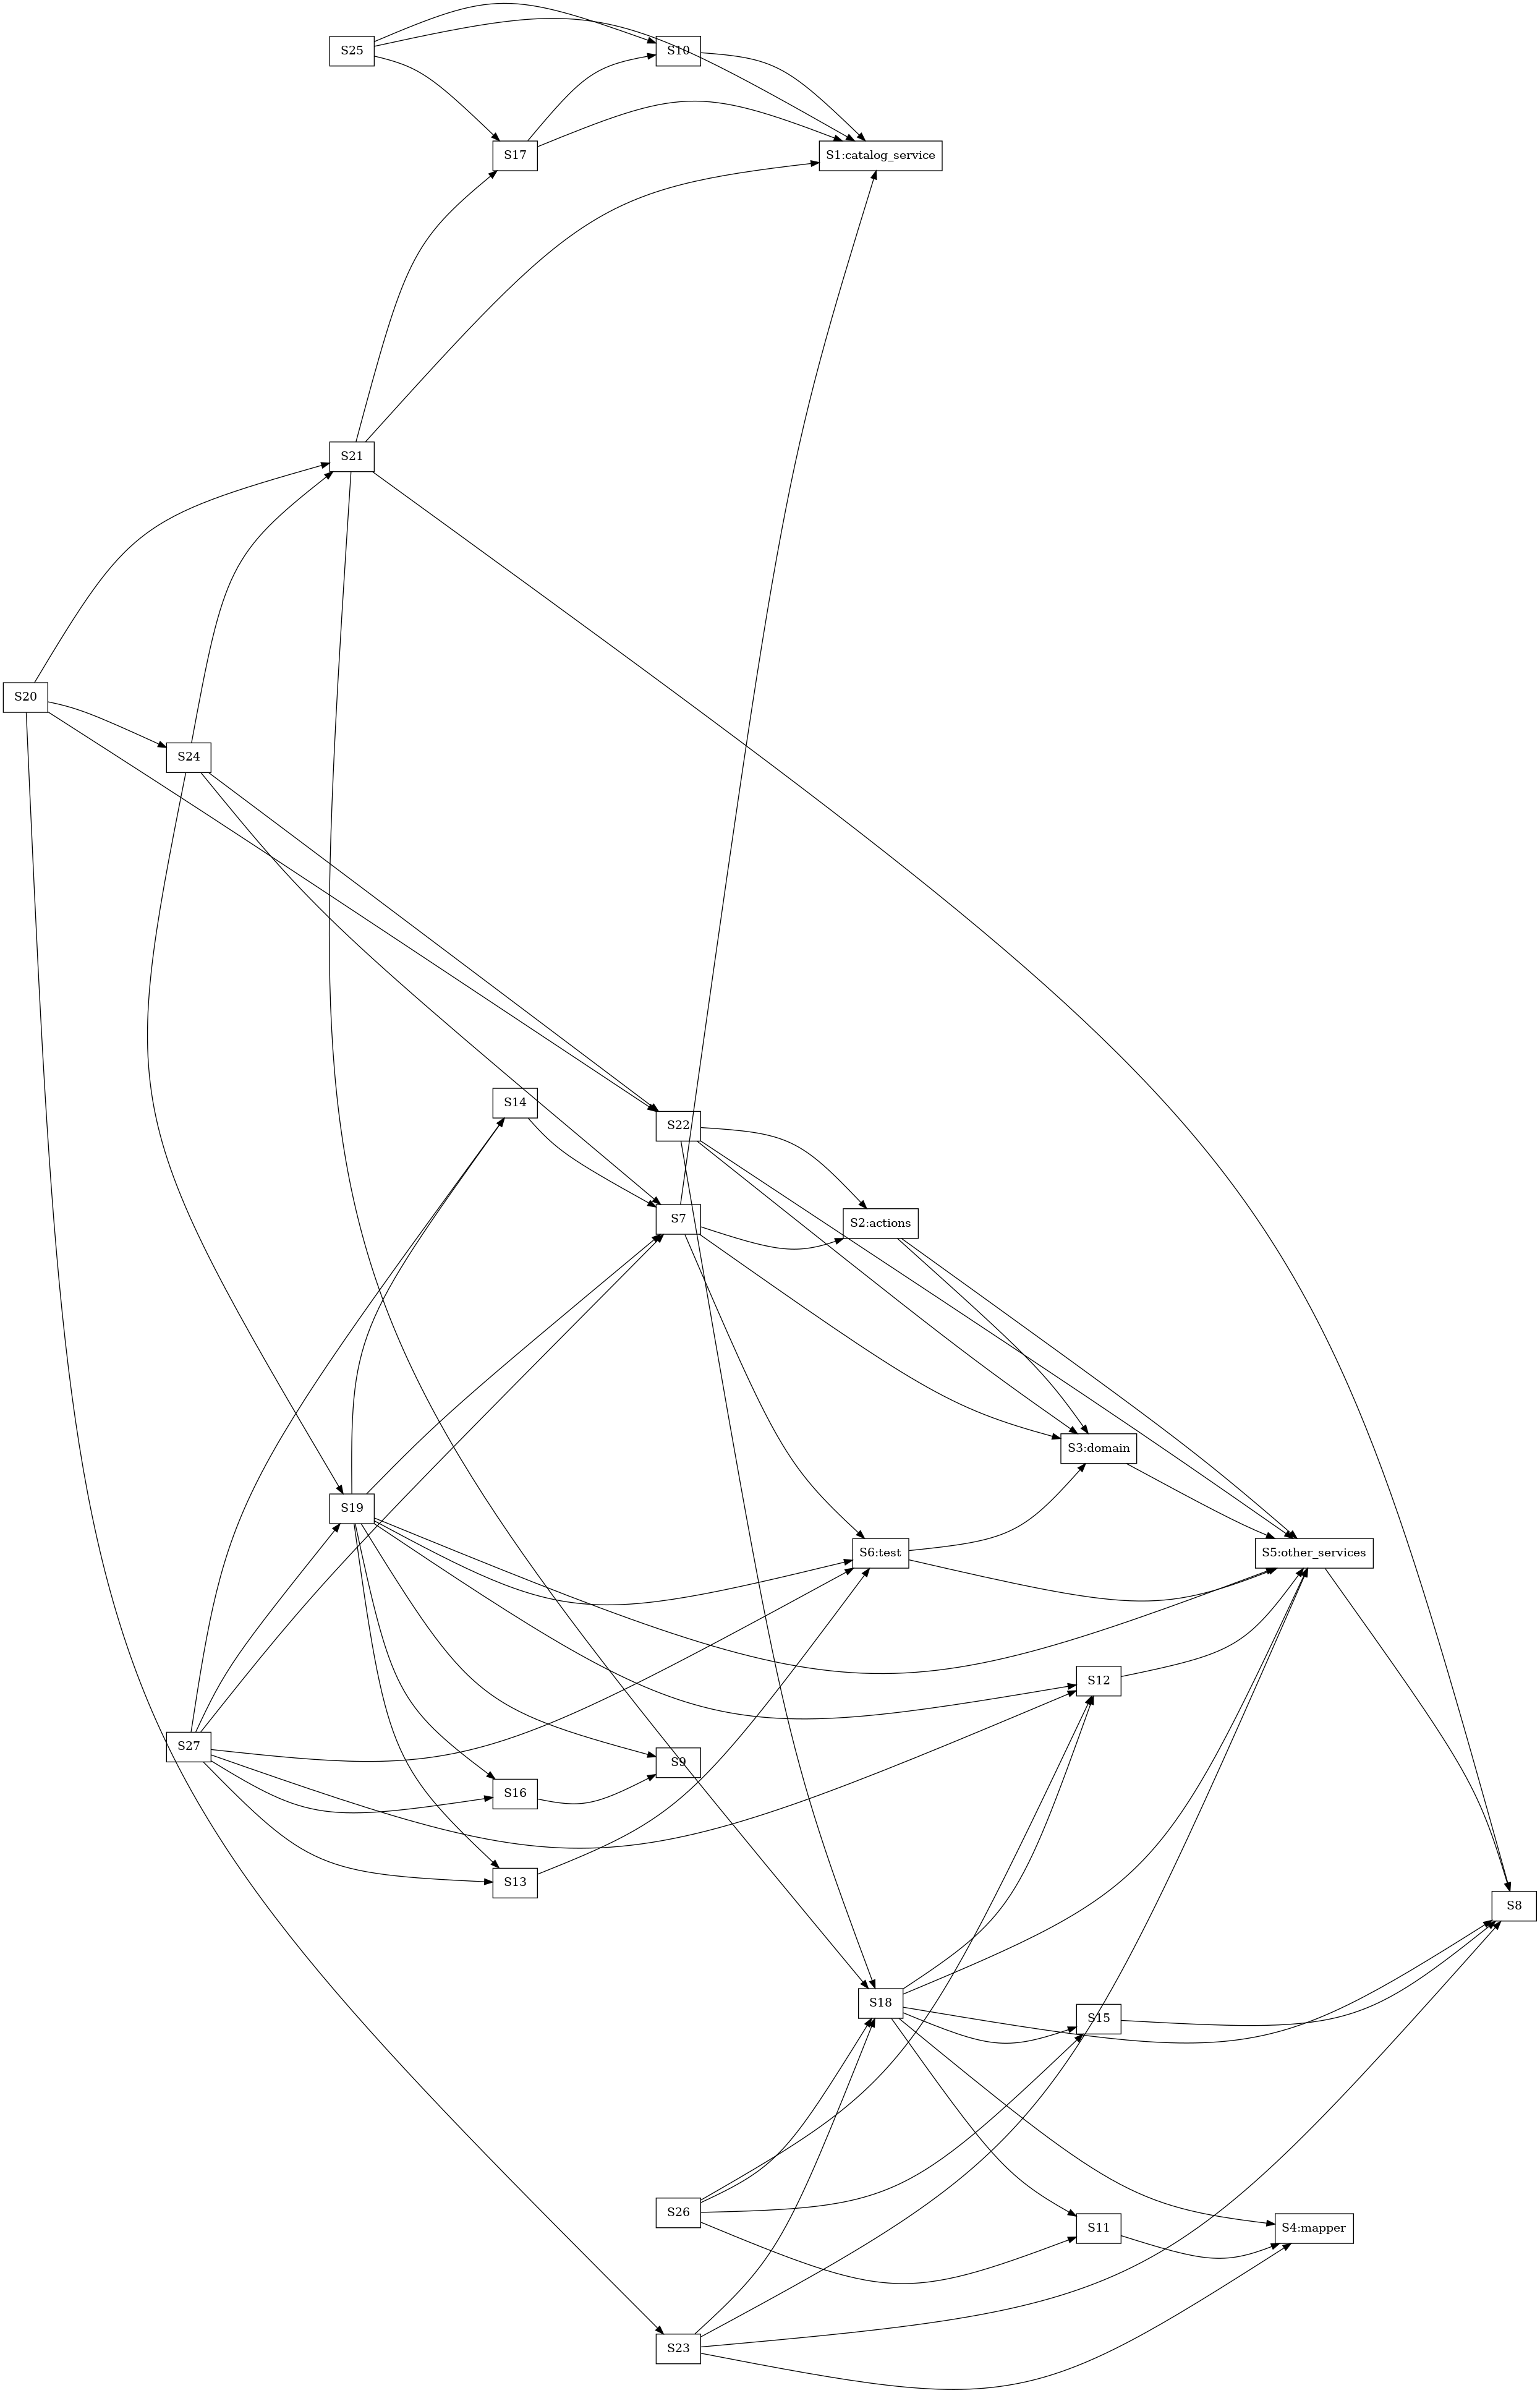 S25
S10
S17
S1:catalog_service
S21
S20
S24
S14
S22
S7
S2:actions
S3:domain
S19
S6:test
S5:other_services
S12
S27
S9
S16
S13
S8
S18
S15
S26
S11
S4:mapper
S23